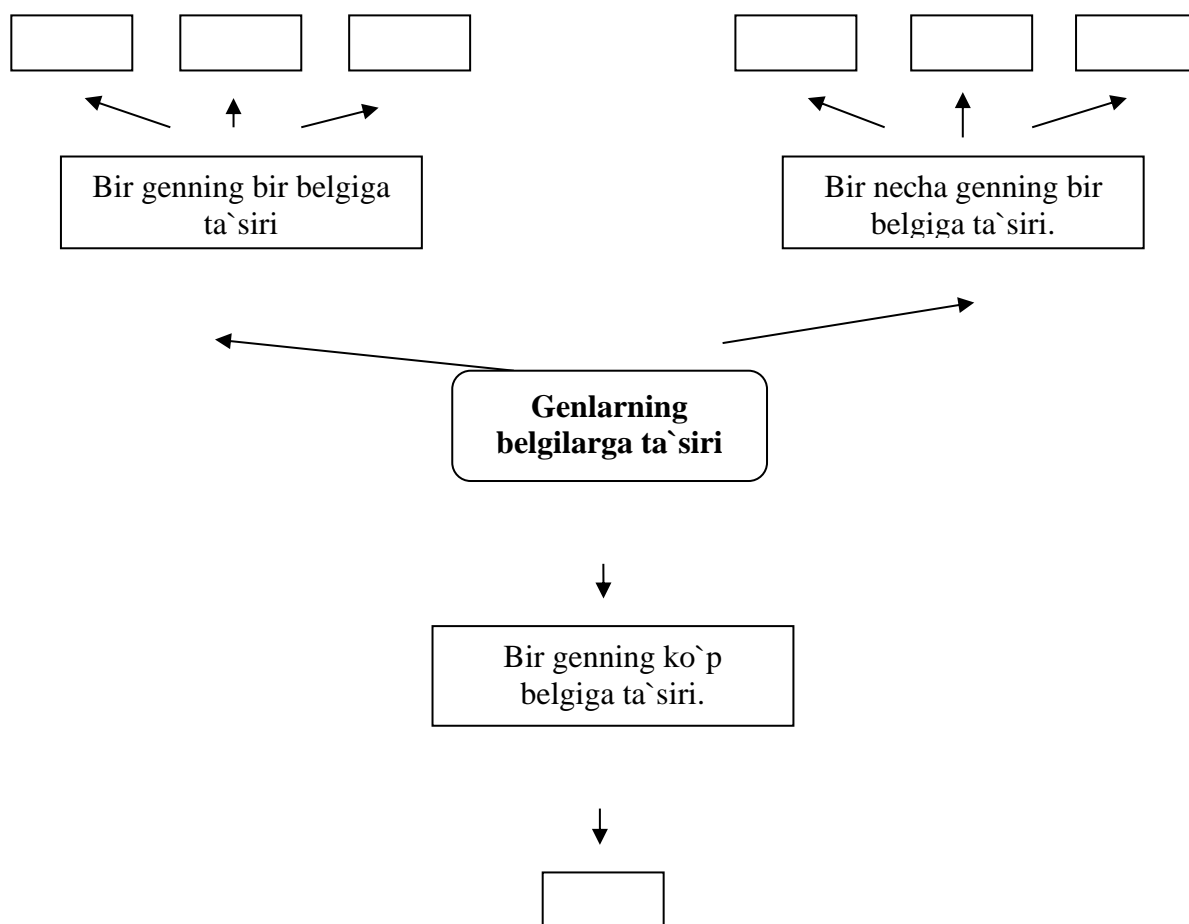 Bir genning bir belgiga
ta`siri
Bir necha genning bir
belgiga ta`siri.
Genlarning
belgilarga ta`siri
Bir genning ko`p
belgiga ta`siri.